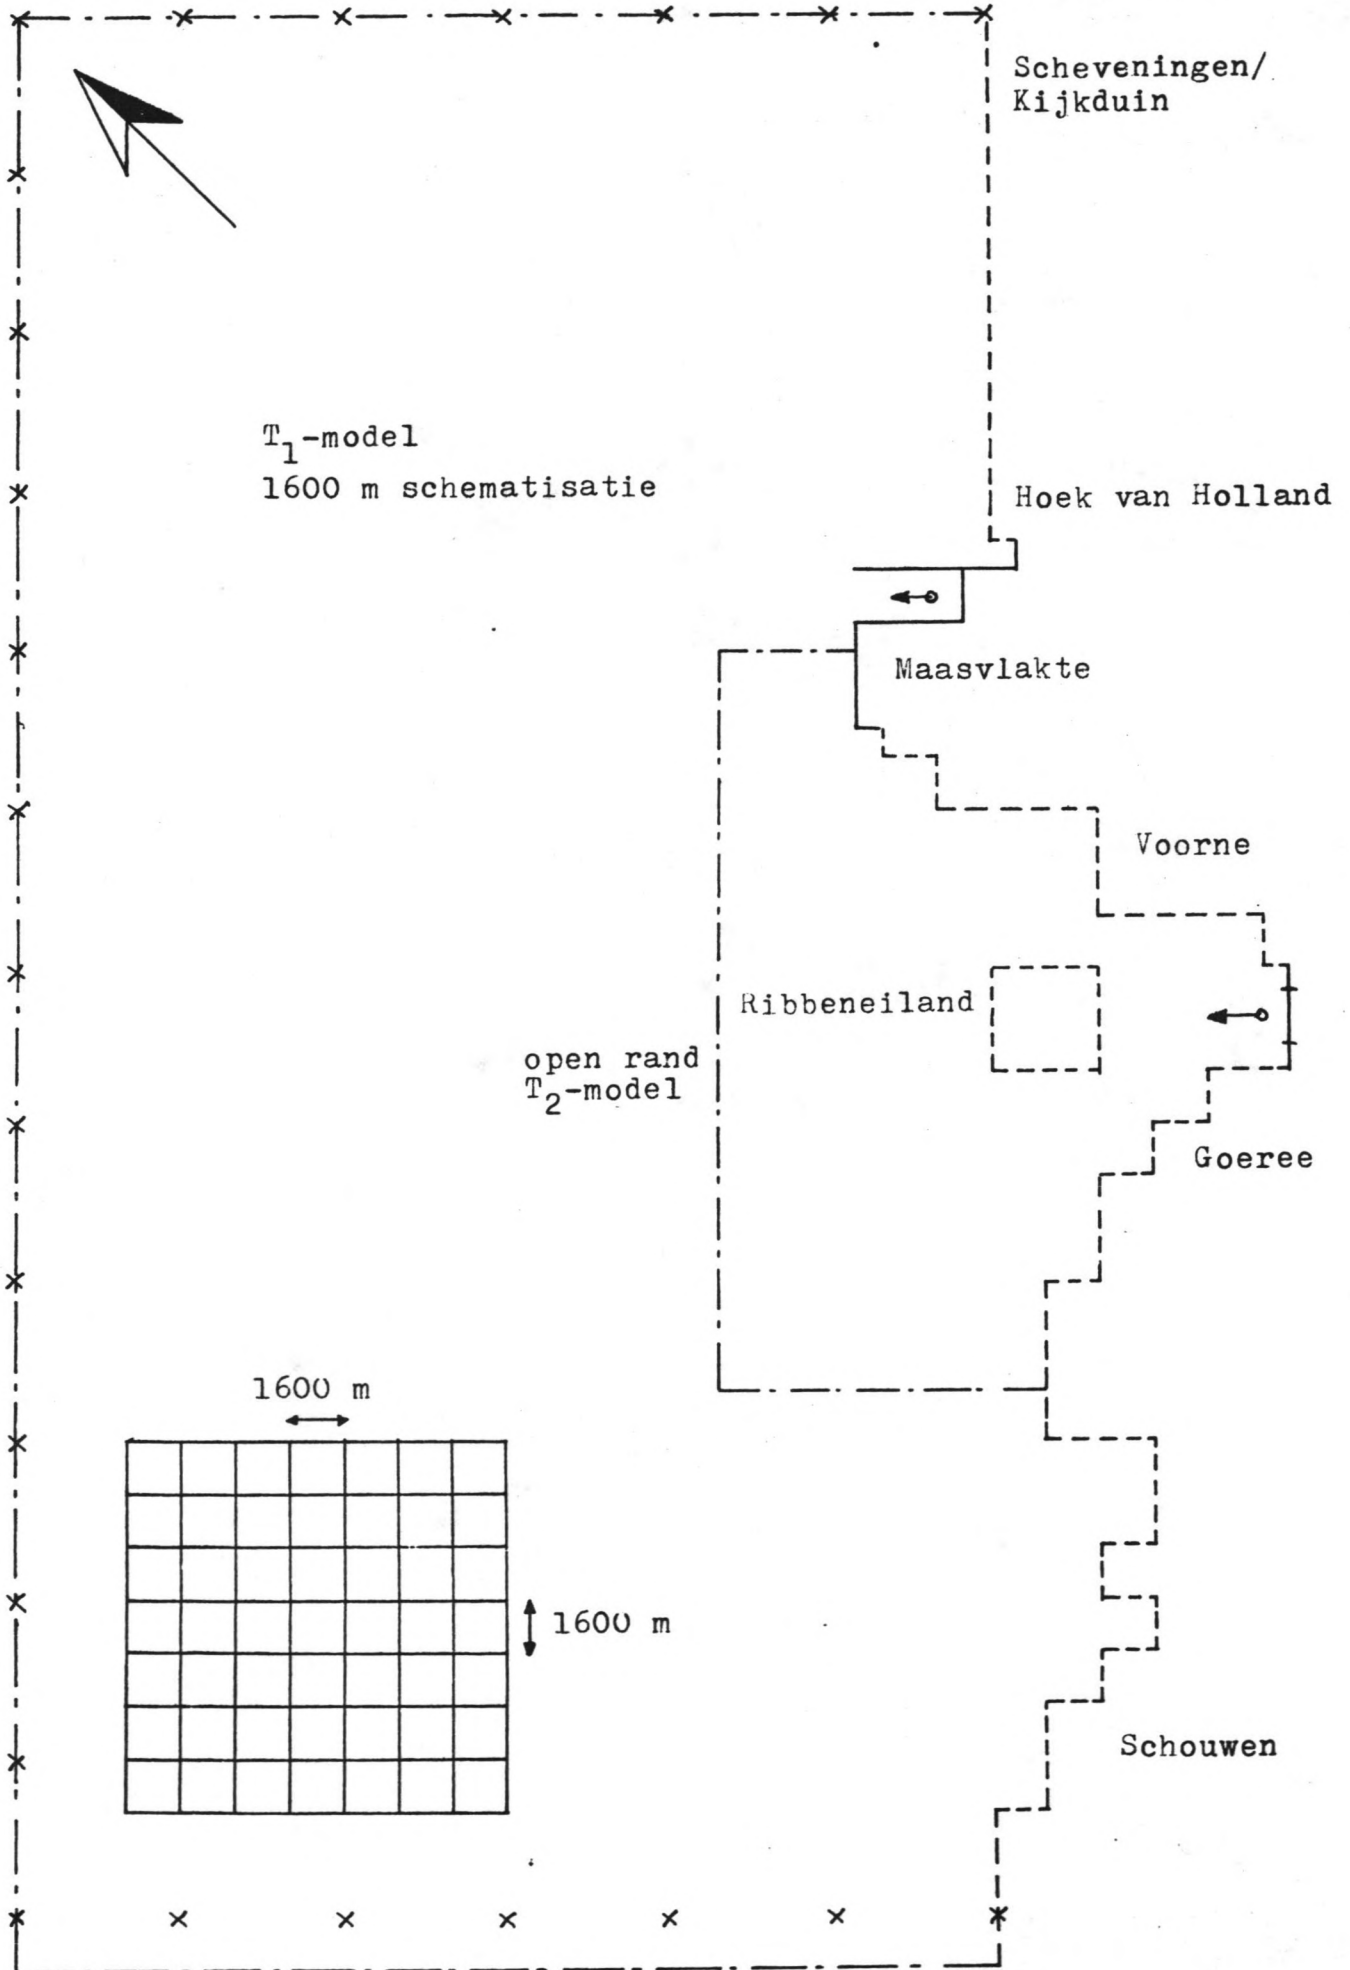 Scheveningen/
Kijkduin
T1-model
1600 m schematisatie
Hoek van Holland
Maasvlakte
Voorne
Ribbeneiland
open rand
T2-model
Goeree
1600 m
1600 m
Schouwen